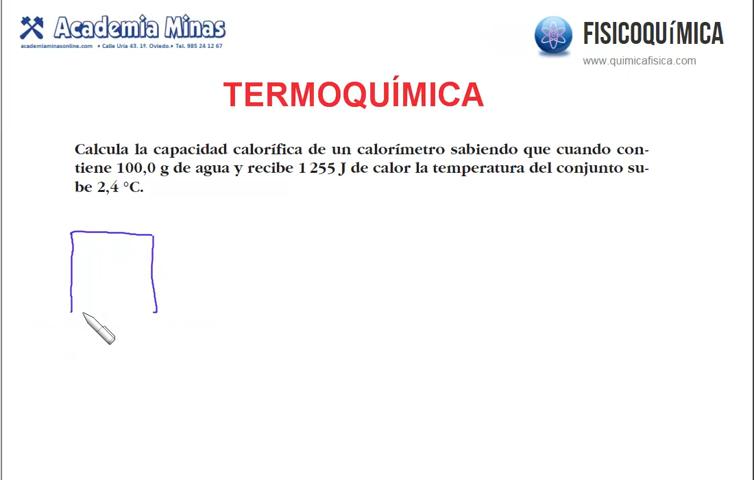 Academia Minas
academiaminasonline.com • Calle Uría 43. 1º. Oviedo. • Tel. 985 24 12 67
FISICOQUÍMICA
www.quimicafisica.com
TERMOQUÍMICA
Calcula la capacidad calorífica de un calorímetro sabiendo que cuando con-
tiene 100,0 g de agua y recibe 1 255 J de calor la temperatura del conjunto su-
be 2,4 °C.